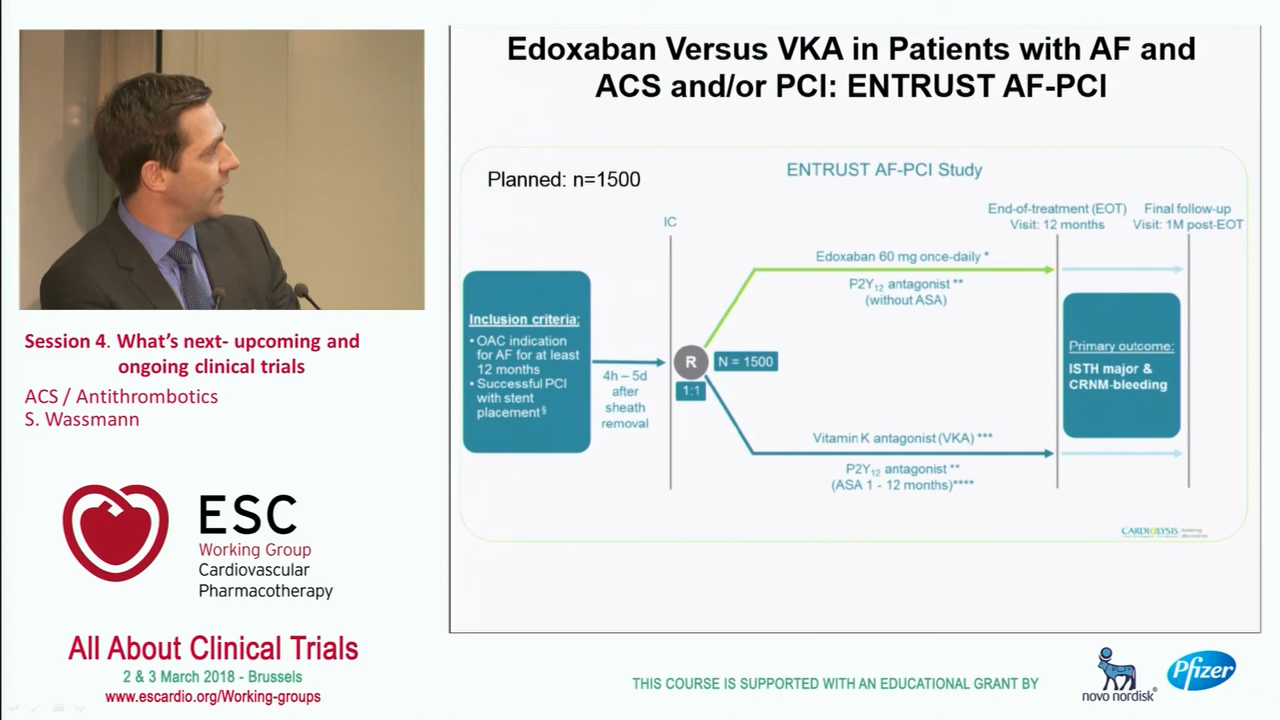 Edoxaban Versus VKA in Patients with AF and
ACS and/or PCI: ENTRUST AF-PCI
Planned: n=1500
ENTRUST AF-PCI Study
IC
End-of-treatment (EOT)
Visit: 12 months
Final follow-up
Visit: 1M post-EOT
Edoxaban 60 mg once-daily *
P2Y12 antagonist **
(without ASA)
Inclusion criteria:
• OAC indication
for AF for at least
12 months
• Successful PCI
with stent
placement§
4h – 5d
after
sheath
removal
R
N = 1500
1:1
Primary outcome:
ISTH major &
CRNM-bleeding
Vitamin K antagonist (VKA) ***
P2Y12 antagonist **
(ASA 1 - 12 months)****
CARDIALYSIS
Session 4. What's next- upcoming and
ongoing clinical trials
ACS / Antithrombotics
S. Wassmann
ESC
Working Group
Cardiovascular
Pharmacotherapy
All About Clinical Trials
2 & 3 March 2018 - Brussels
www.escardio.org/Working-groups
THIS COURSE IS SUPPORTED WITH AN EDUCATIONAL GRANT BY
novo nordisk®
Pfizer